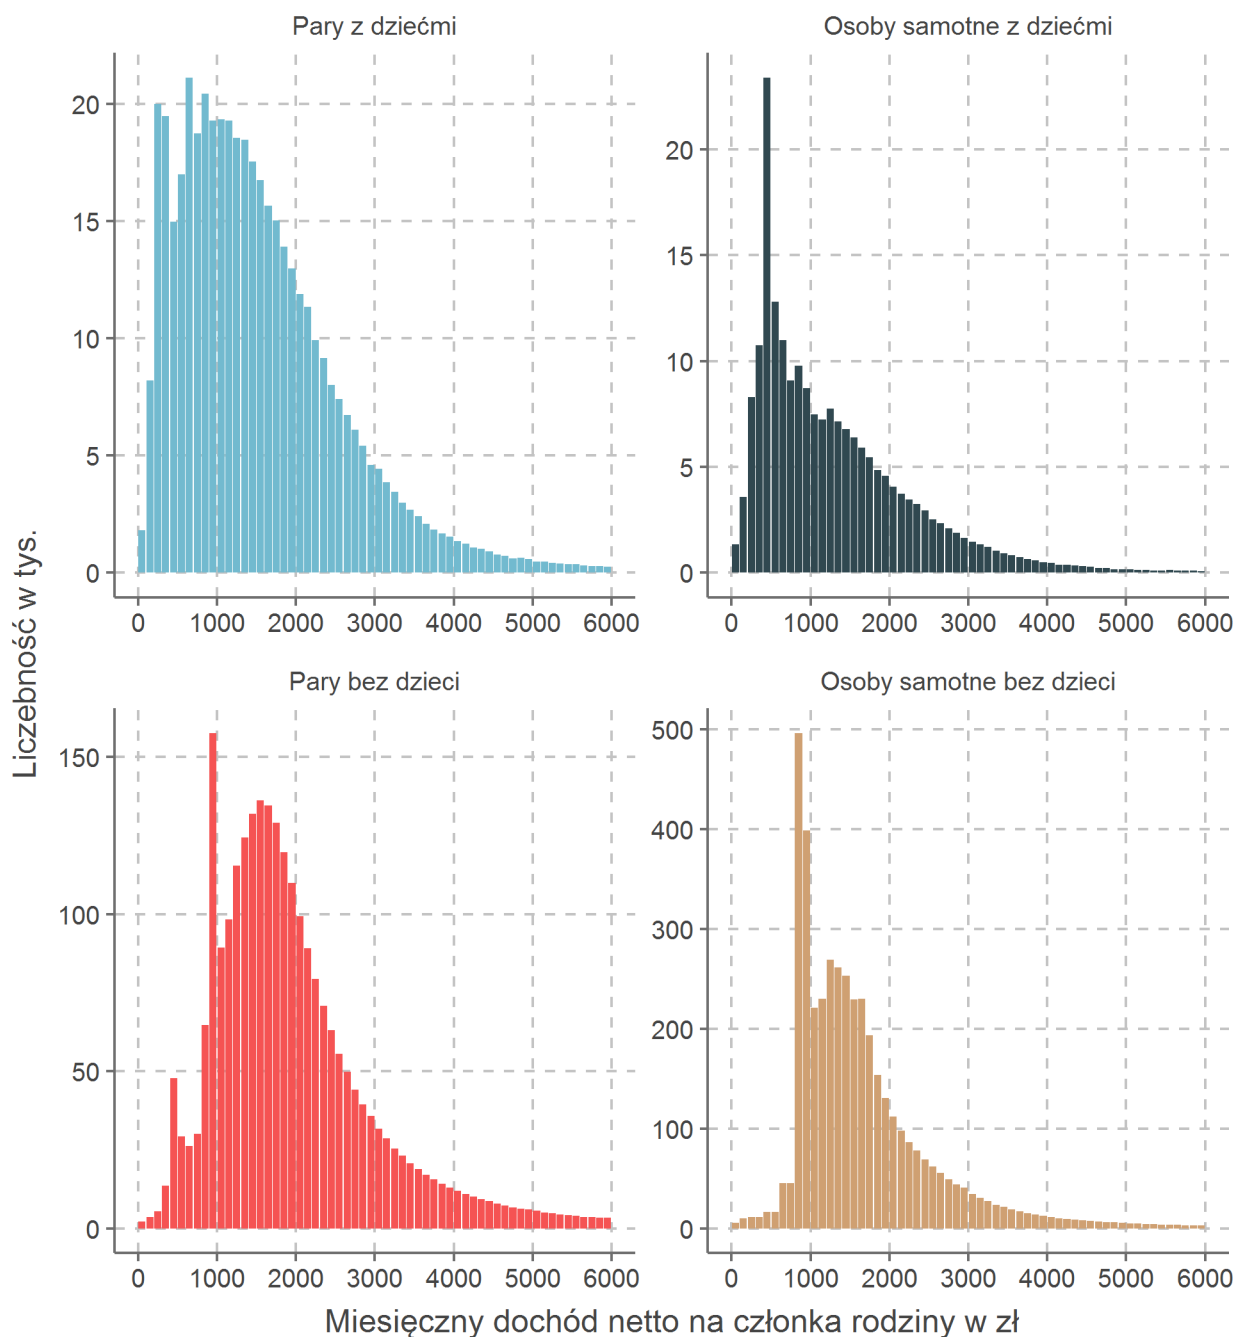 Pary z dziećmi
Osoby samotne z dziećmi
20
15
10
5
0
20
15
10
5
0
0 1000 2000 3000 4000 5000 6000
0 1000 2000 3000 4000 5000 6000
Liczebność w tys.
Pary bez dzieci
Osoby samotne bez dzieci
150
100
50
0
500
400
300
200
100
0
0 1000 2000 3000 4000 5000 6000
0 1000 2000 3000 4000 5000 6000
Miesięczny dochód netto na członka rodziny w zł